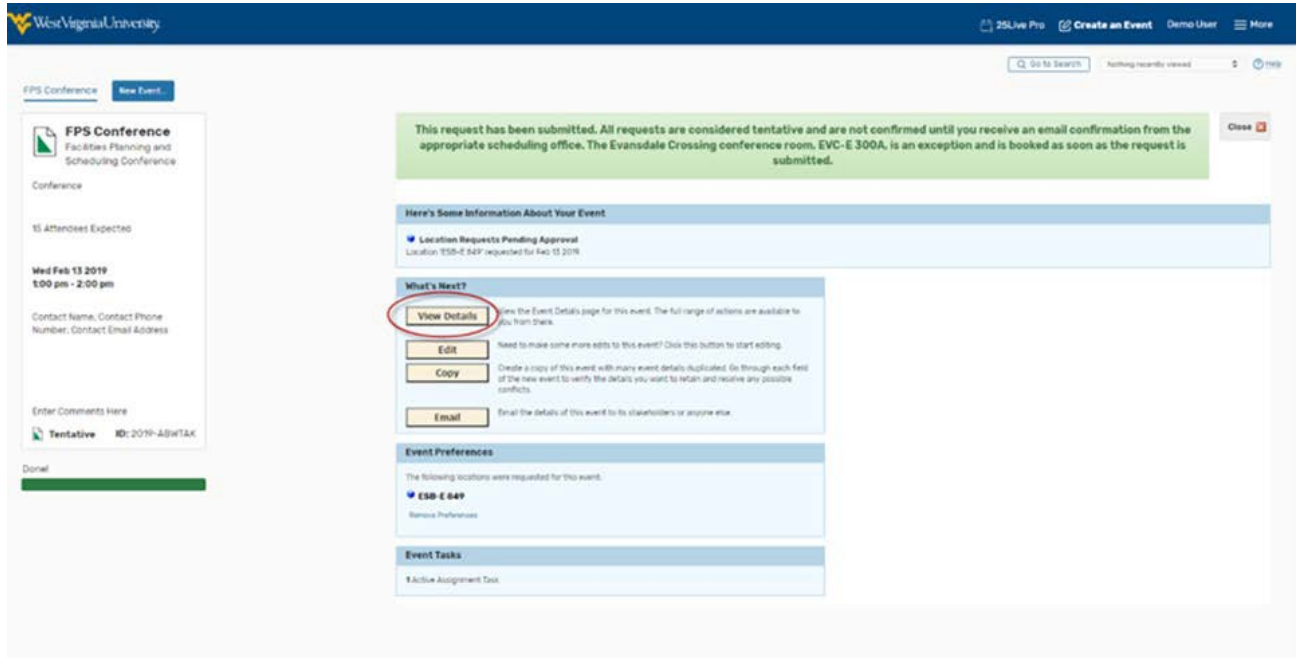 West Virginia University
25Live Pro
Create an Event
Demo User
More
Go to Search
Nothing recently viewed
Help
FPS Conference
New Event...
FPS Conference
Facilities Planning and
Scheduling Conference
Conference
15 Attendees Expected
Wed Feb 13 2019
1:00 pm - 2:00 pm
Contact Name, Contact Phone
Number, Contact Email Address
Enter Comments Here
Tentative ID: 2019-ABWTAK
Done!
This request has been submitted. All requests are considered tentative and are not confirmed until you receive an email confirmation from the
appropriate scheduling office. The Evansdale Crossing conference room, EVC-E 300A, is an exception and is booked as soon as the request is
submitted.
Close
Here's Some Information About Your Event
Location Requests Pending Approval
Location 'ESB-E 849' requested for Feb 13 2019
What's Next?
View Details
View the Event Details page for this event. The full range of actions are available to
you from there.
Edit
Need to make some more edits to this event? Click this button to start editing.
Copy
Create a copy of this event with many event details duplicated. Go through each field
of the new event to verify the details you want to retain and resolve any possible
conflicts.
Email
Email the details of this event to its stakeholders or anyone else.
Event Preferences
The following locations were requested for this event.
ESB-E 849
Remove Preferences
Event Tasks
1 Active Assignment Task